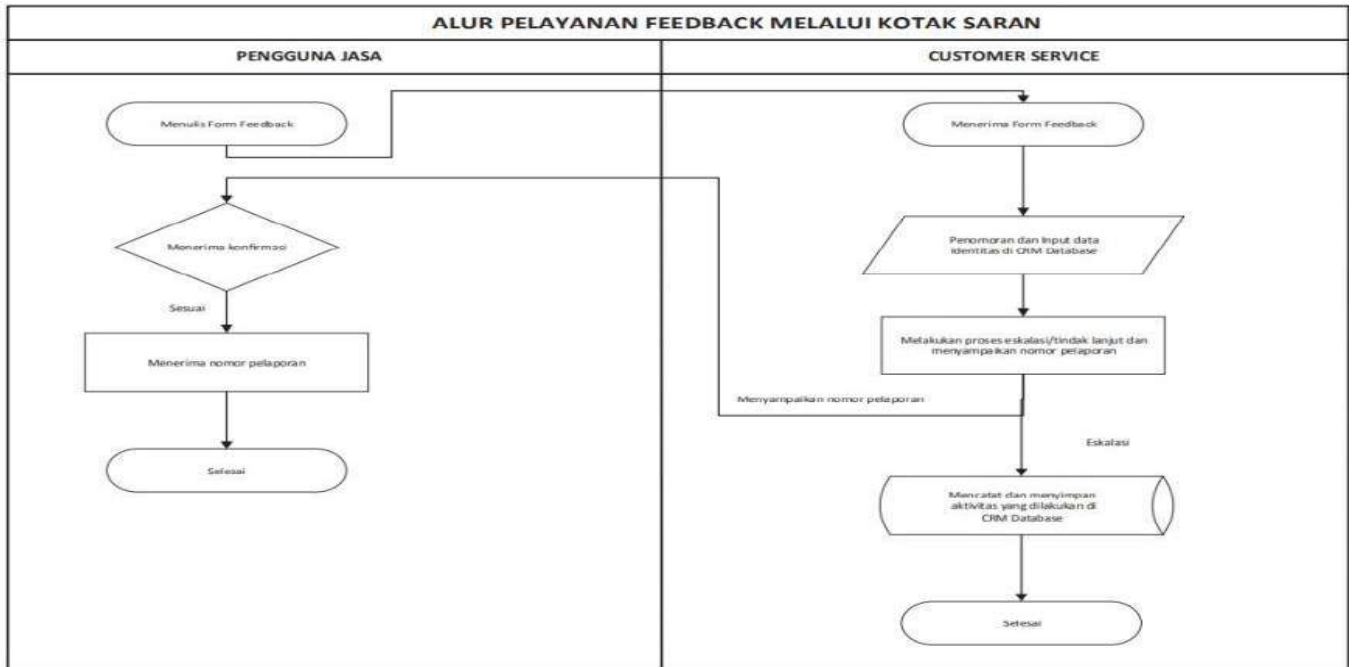 ALUR PELAYANAN FEEDBACK MELALUI KOTAK SARAN
PENGGUNA JASA
CUSTOMER SERVICE
Menulis Form Feedback
Menerima Form Feedback
Menerima konfirmasi
Penomoran dan Input data
Identitas di CRM Database
Sesuai
Menerima nomor pelaporan
Melakukan proses eskalasi/tindak lanjut dan
menyampaikan nomor pelaporan
Menyampaikan nomor pelaporan
Eskalasi
Selesai
Mencatat dan menyimpan
aktivitas yang dilakukan di
CRM Database
Selesai